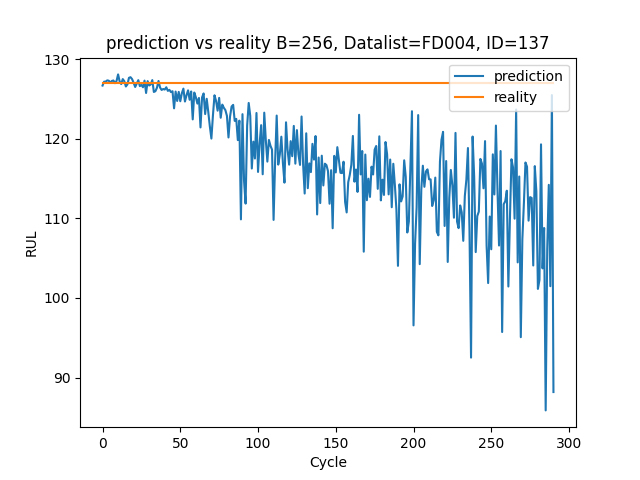 prediction vs reality B=256, Datalist=FD004, ID=137
130
120
110
100
90
RUL
prediction
reality
0
50
100
150
200
250
300
Cycle